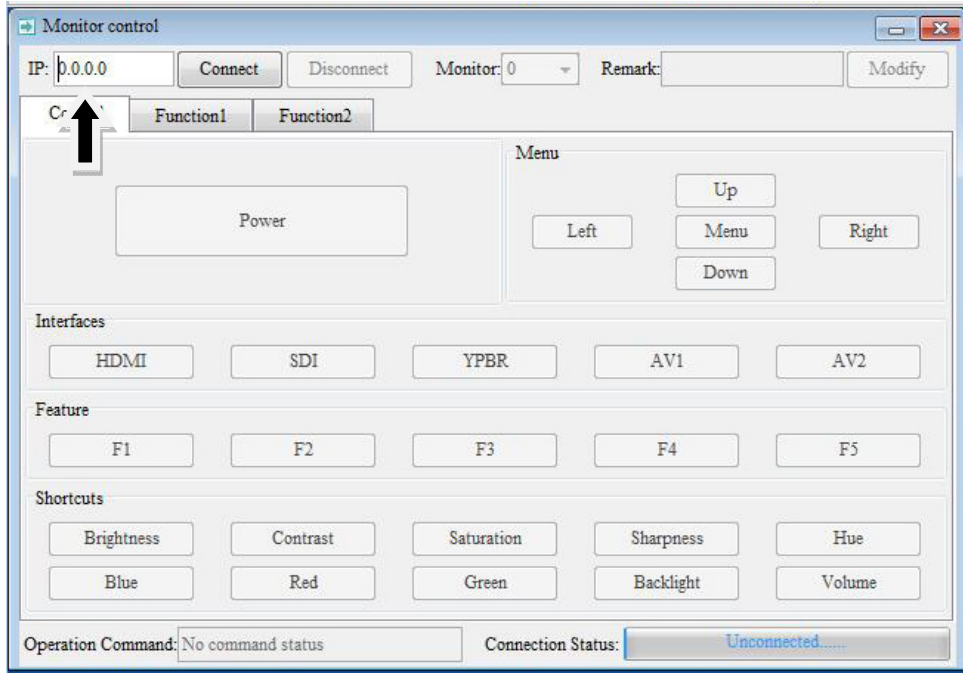 Monitor control
IP: 0.0.0.0 Connect Disconnect Monitor: 0 Remark: Modify
Function1 Function2
Menu
Up
Power Left Menu Right
Down
Interfaces
HDMI SDI YPBR AV1 AV2
Feature
F1 F2 F3 F4 F5
Shortcuts
Brightness Contrast Saturation Sharpness Hue
Blue Red Green Backlight Volume
Operation Command: No command status Connection Status: Unconnected......